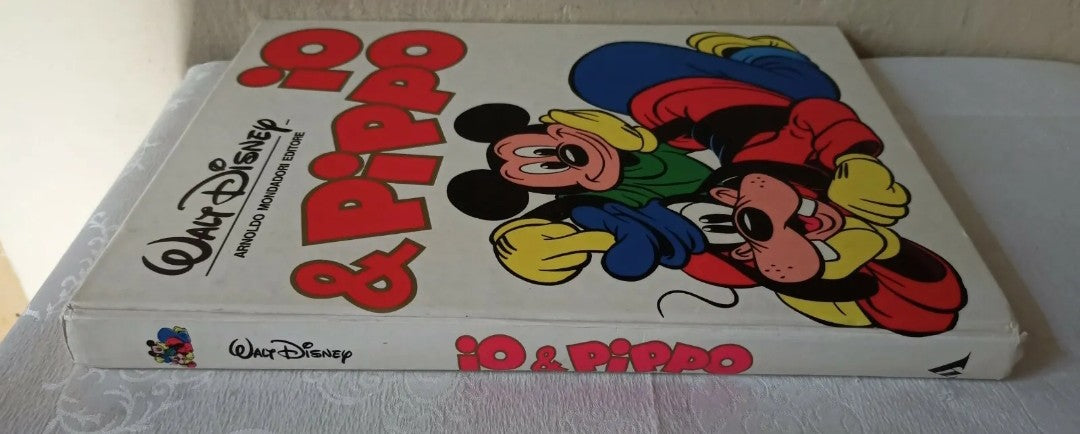 iO
& PiPPO
WALT DiSNEY
ARNOLDO MONDADORI EDITORE
WALT DiSNEY
iO & PiPPO